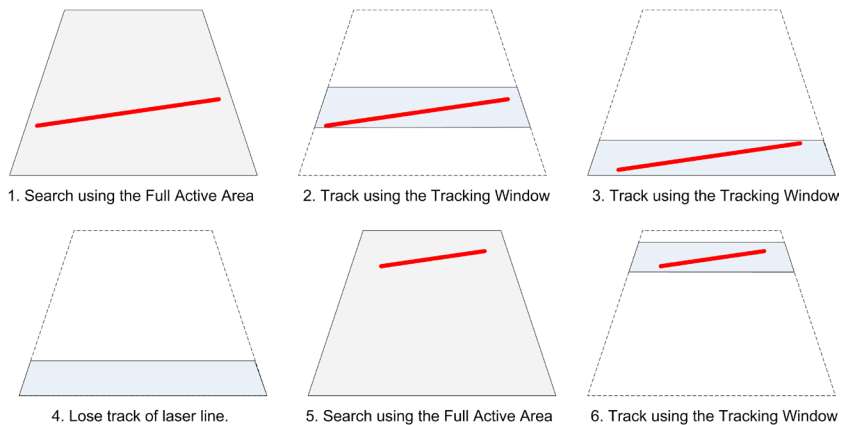 1. Search using the Full Active Area
2. Track using the Tracking Window
3. Track using the Tracking Window
4. Lose track of laser line.
5. Search using the Full Active Area
6. Track using the Tracking Window